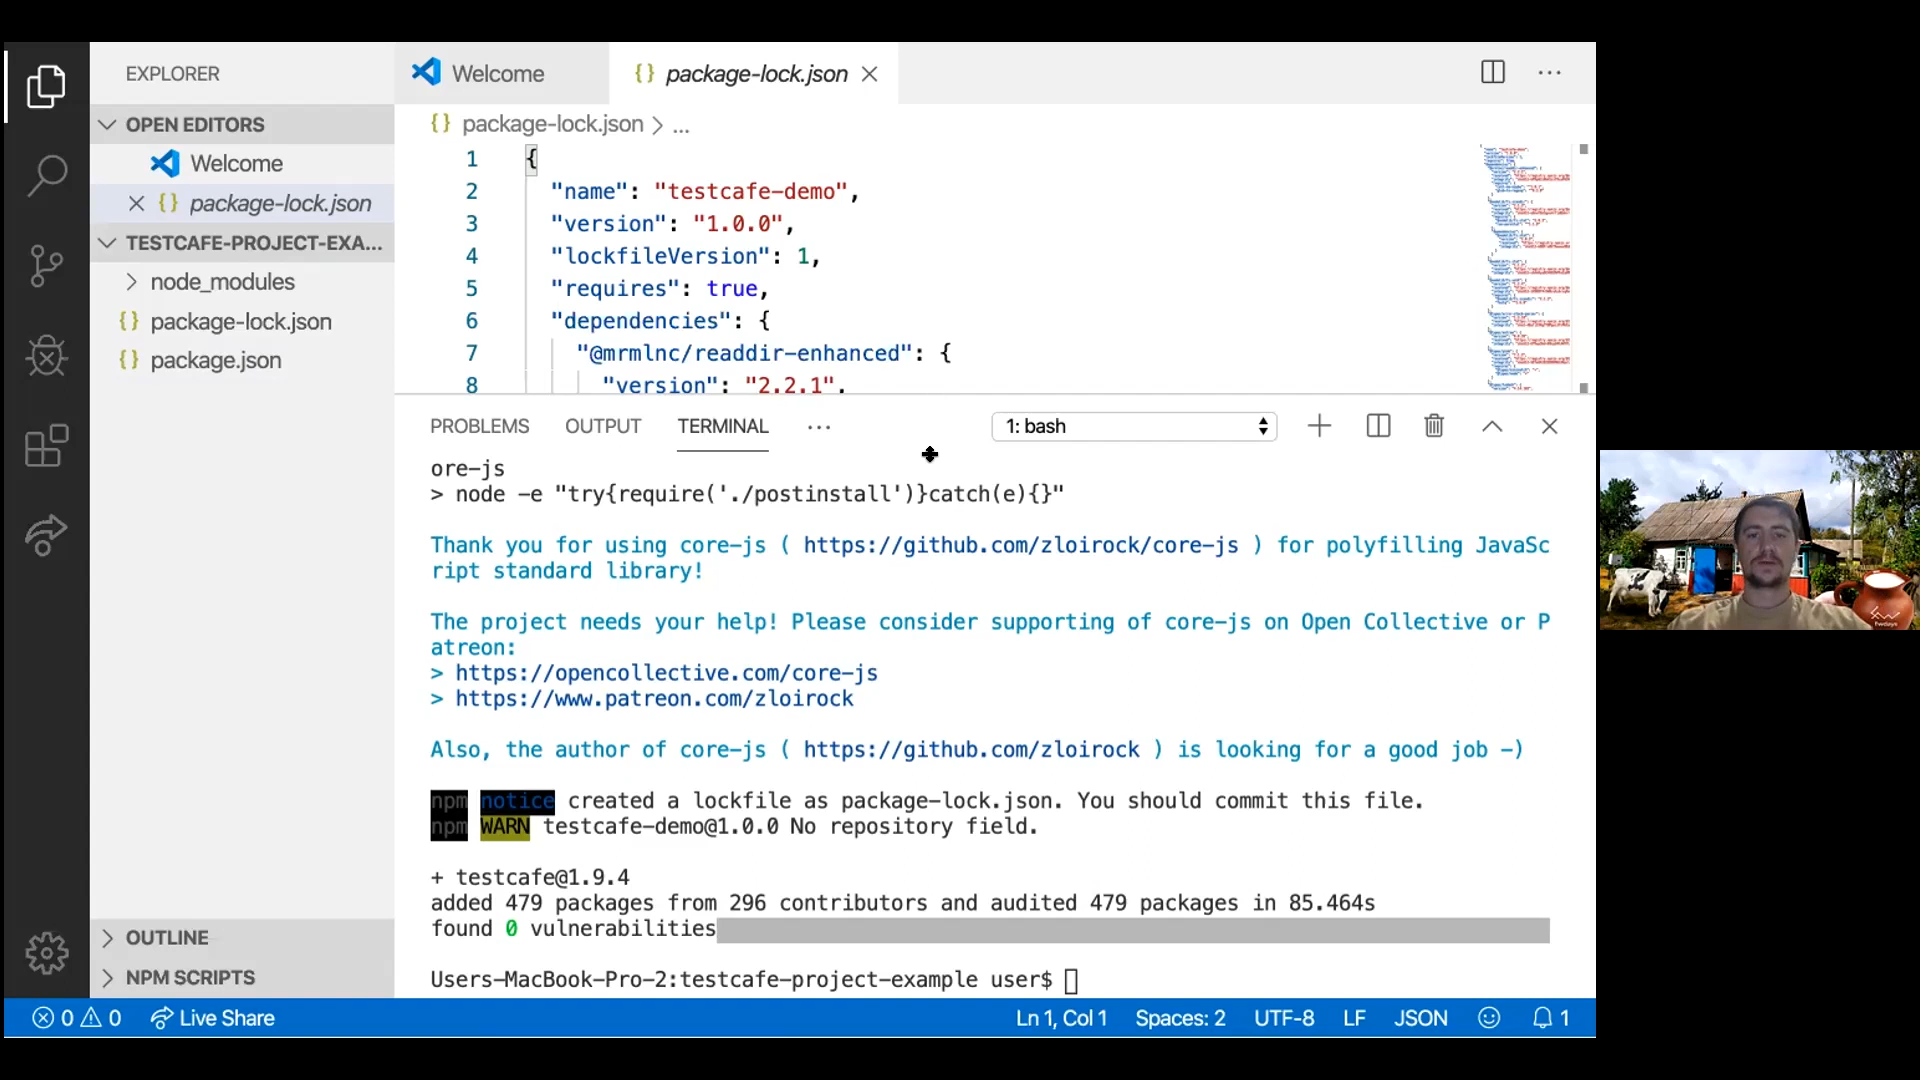 EXPLORER
OPEN EDITORS
Welcome
package-lock.json
TESTCAFE-PROJECT-EXA...
node_modules
package-lock.json
package.json
OUTLINE
NPM SCRIPTS
Welcome
package-lock.json
package-lock.json > ...
1 {
2 "name": "testcafe-demo",
3 "version": "1.0.0",
4 "lockfileVersion": 1,
5 "requires": true,
6 "dependencies": {
7 "@mrmlnc/readdir-enhanced": {
8 "version": "2.2.1",
PROBLEMS OUTPUT TERMINAL ... 1: bash
ore-js
> node -e "try{require('./postinstall')}catch(e){}"
Thank you for using core-js ( https://github.com/zloirock/core-js ) for polyfilling JavaSc
ript standard library!
The project needs your help! Please consider supporting of core-js on Open Collective or P
atreon:
> https://opencollective.com/core-js
> https://www.patreon.com/zloirock
Also, the author of core-js ( https://github.com/zloirock ) is looking for a good job -)
npm notice created a lockfile as package-lock.json. You should commit this file.
npm WARN testcafe-demo@1.0.0 No repository field.
+ testcafe@1.9.4
added 479 packages from 296 contributors and audited 479 packages in 85.464s
found 0 vulnerabilities
Users-MacBook-Pro-2:testcafe-project-example user$
0 0 Live Share Ln 1, Col 1 Spaces: 2 UTF-8 LF JSON 1